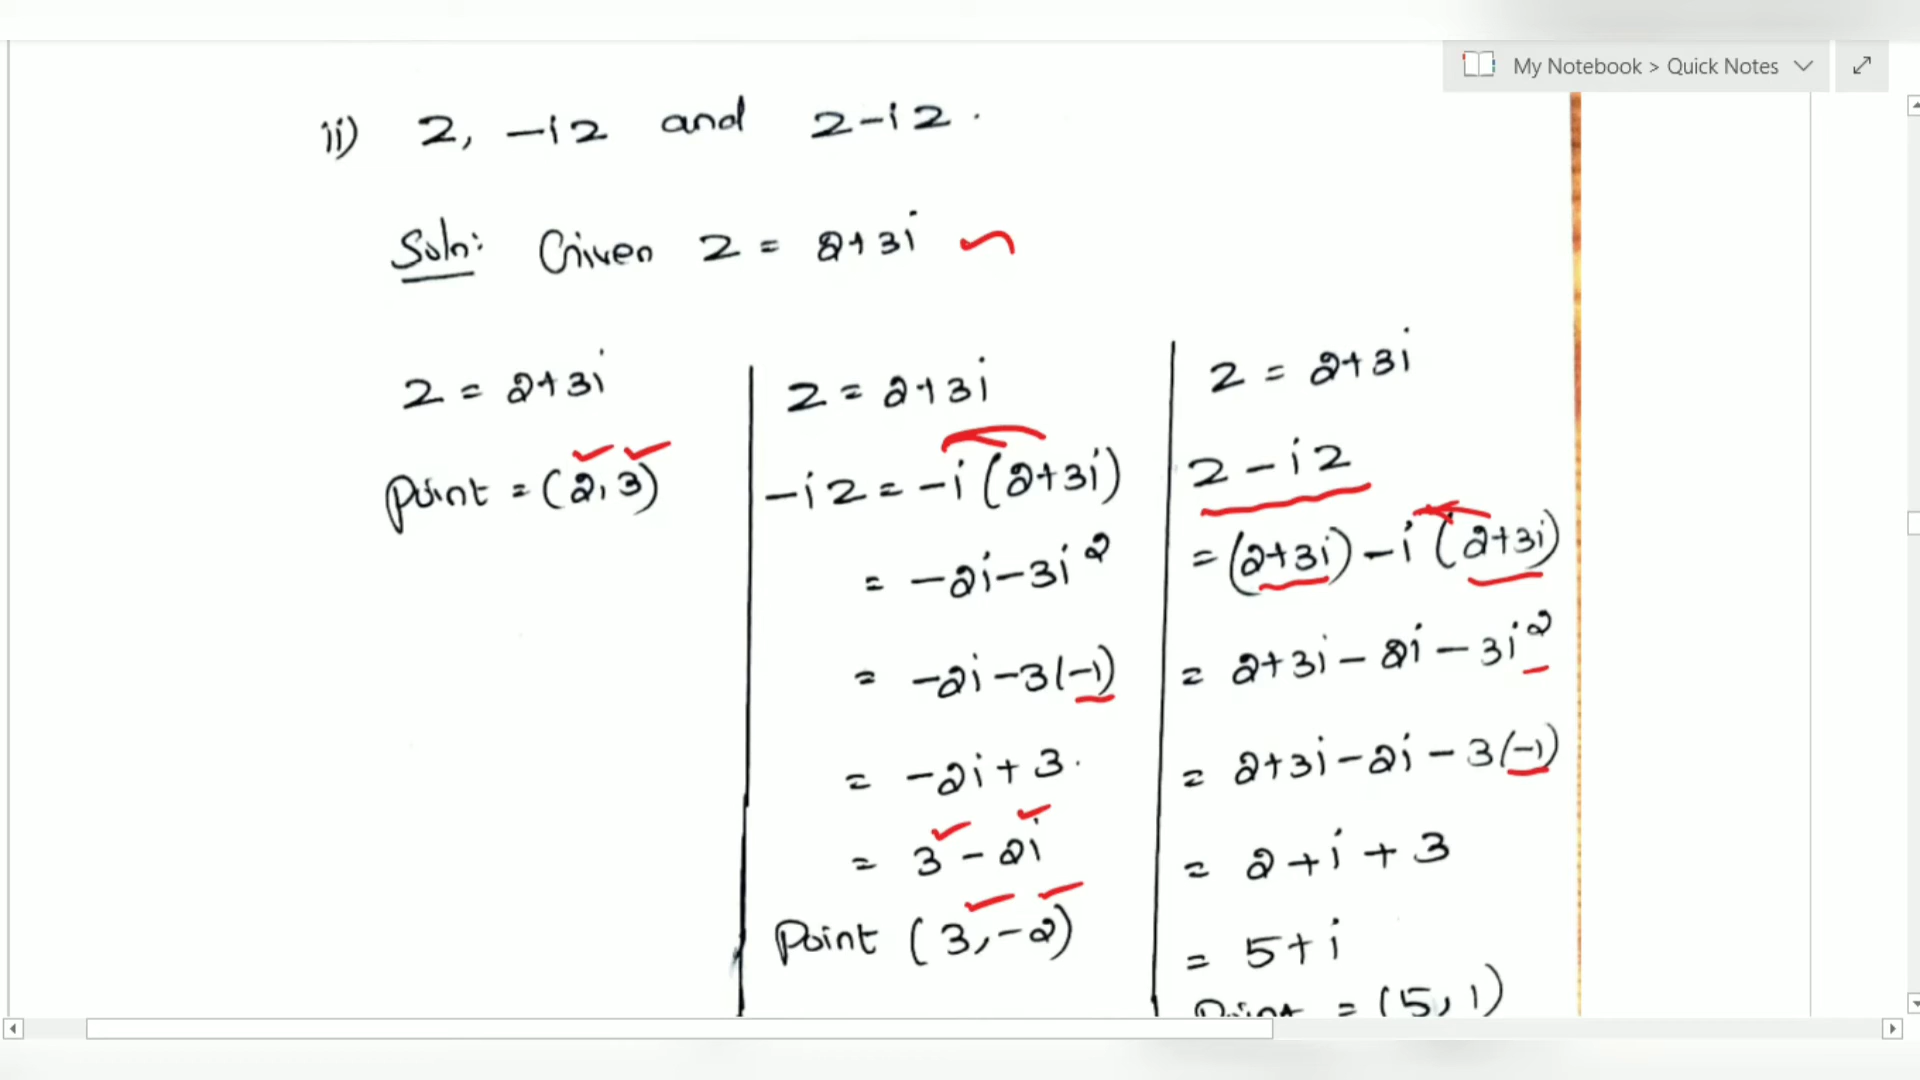 My Notebook > Quick Notes
ii) z, -iz and z-iz.
Soln: Given z = 2+3i
z = 2+3i
Point = (2, 3)
z = 2+3i
-iz = -i (2+3i)
= -2i-3i²
= -2i-3(-1)
= -2i+3.
= 3-2i
Point (3, -2)
z = 2+3i
z-iz
= (2+3i)-i (2+3i)
= 2+3i-2i-3i²
= 2+3i-2i-3(-1)
= 2+i+3
= 5+i
Point = (5, 1)